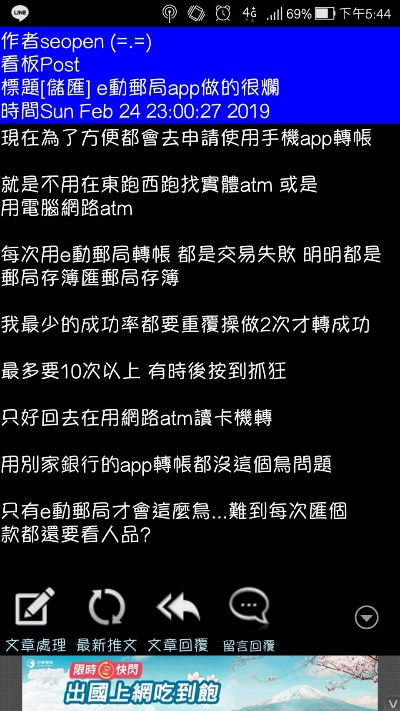 LINE
4G
69%
下午5:44
作者seopen (=.=)
看板Post
標題[儲匯] e動郵局app做的很爛
時間Sun Feb 24 23:00:27 2019
現在為了方便都會去申請使用手機app轉帳
就是不用在東跑西跑找實體atm 或是
用電腦網路atm
每次用e動郵局轉帳 都是交易失敗 明明都是
郵局存簿匯郵局存簿
我最少的成功率都要重覆操做2次才轉成功
最多要10次以上 有時後按到抓狂
只好回去在用網路atm讀卡機轉
用別家銀行的app轉帳都沒這個鳥問題
只有e動郵局才會這麼鳥...難到每次匯個
款都還要看人品?
文章處理 最新推文 文章回覆 留言回覆
限時 快閃
出國上網吃到飽